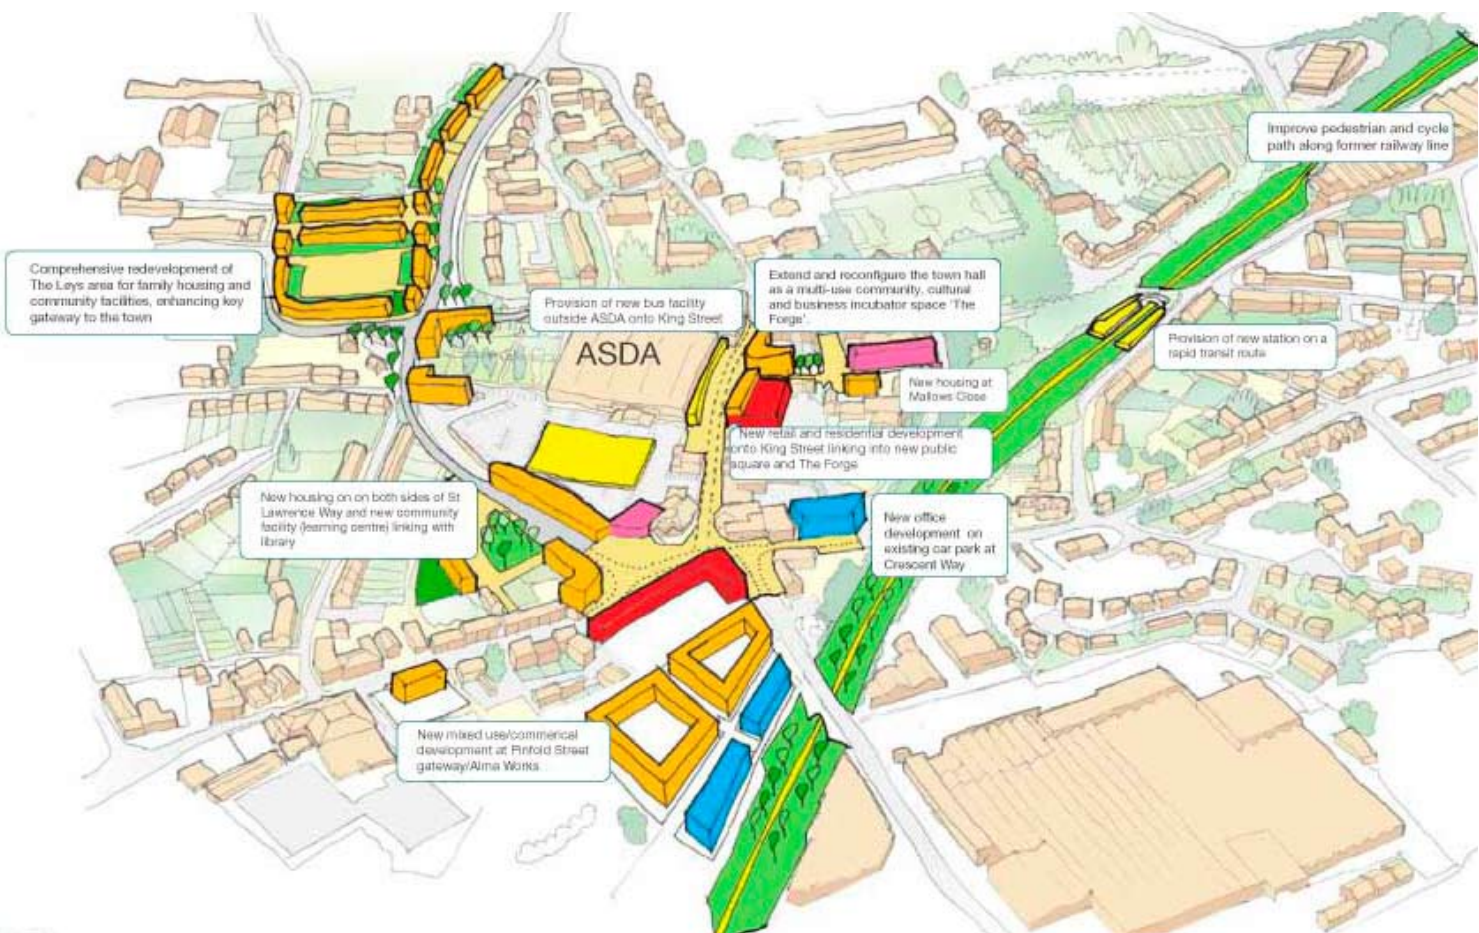 Improve pedestrian and cycle
path along former railway line
Comprehensive redevelopment of
The Leys area for family housing and
community facilities, enhancing key
gateway to the town
Provision of new bus facility
outside ASDA onto King Street
Extend and reconfigure the town hall
as a multi-use community, cultural
and business incubator space 'The
Forge'.
ASDA
Provision of new station on a
rapid transit route
New housing at
Mallows Close
New retail and residential development
onto King Street linking into new public
square and The Forge
New housing on on both sides of St
Lawrence Way and new community
facility (learning centre) linking with
library
New office
development on
existing car park at
Crescent Way
New mixed use/commerical
development at Pinfold Street
gateway/Alma Works